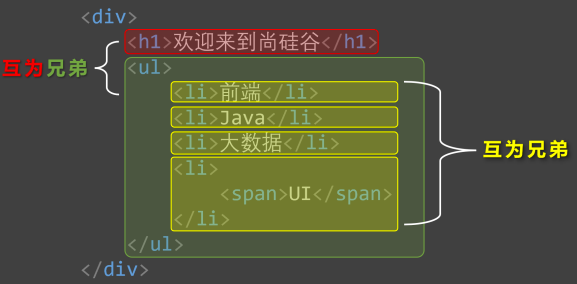 <div>
<h1>欢迎来到尚硅谷</h1>
互为兄弟
<ul>
<li>前端</li>
<li>Java</li>
<li>大数据</li>
<li>
<span>UI</span>
</li>
互为兄弟
</ul>
</div>